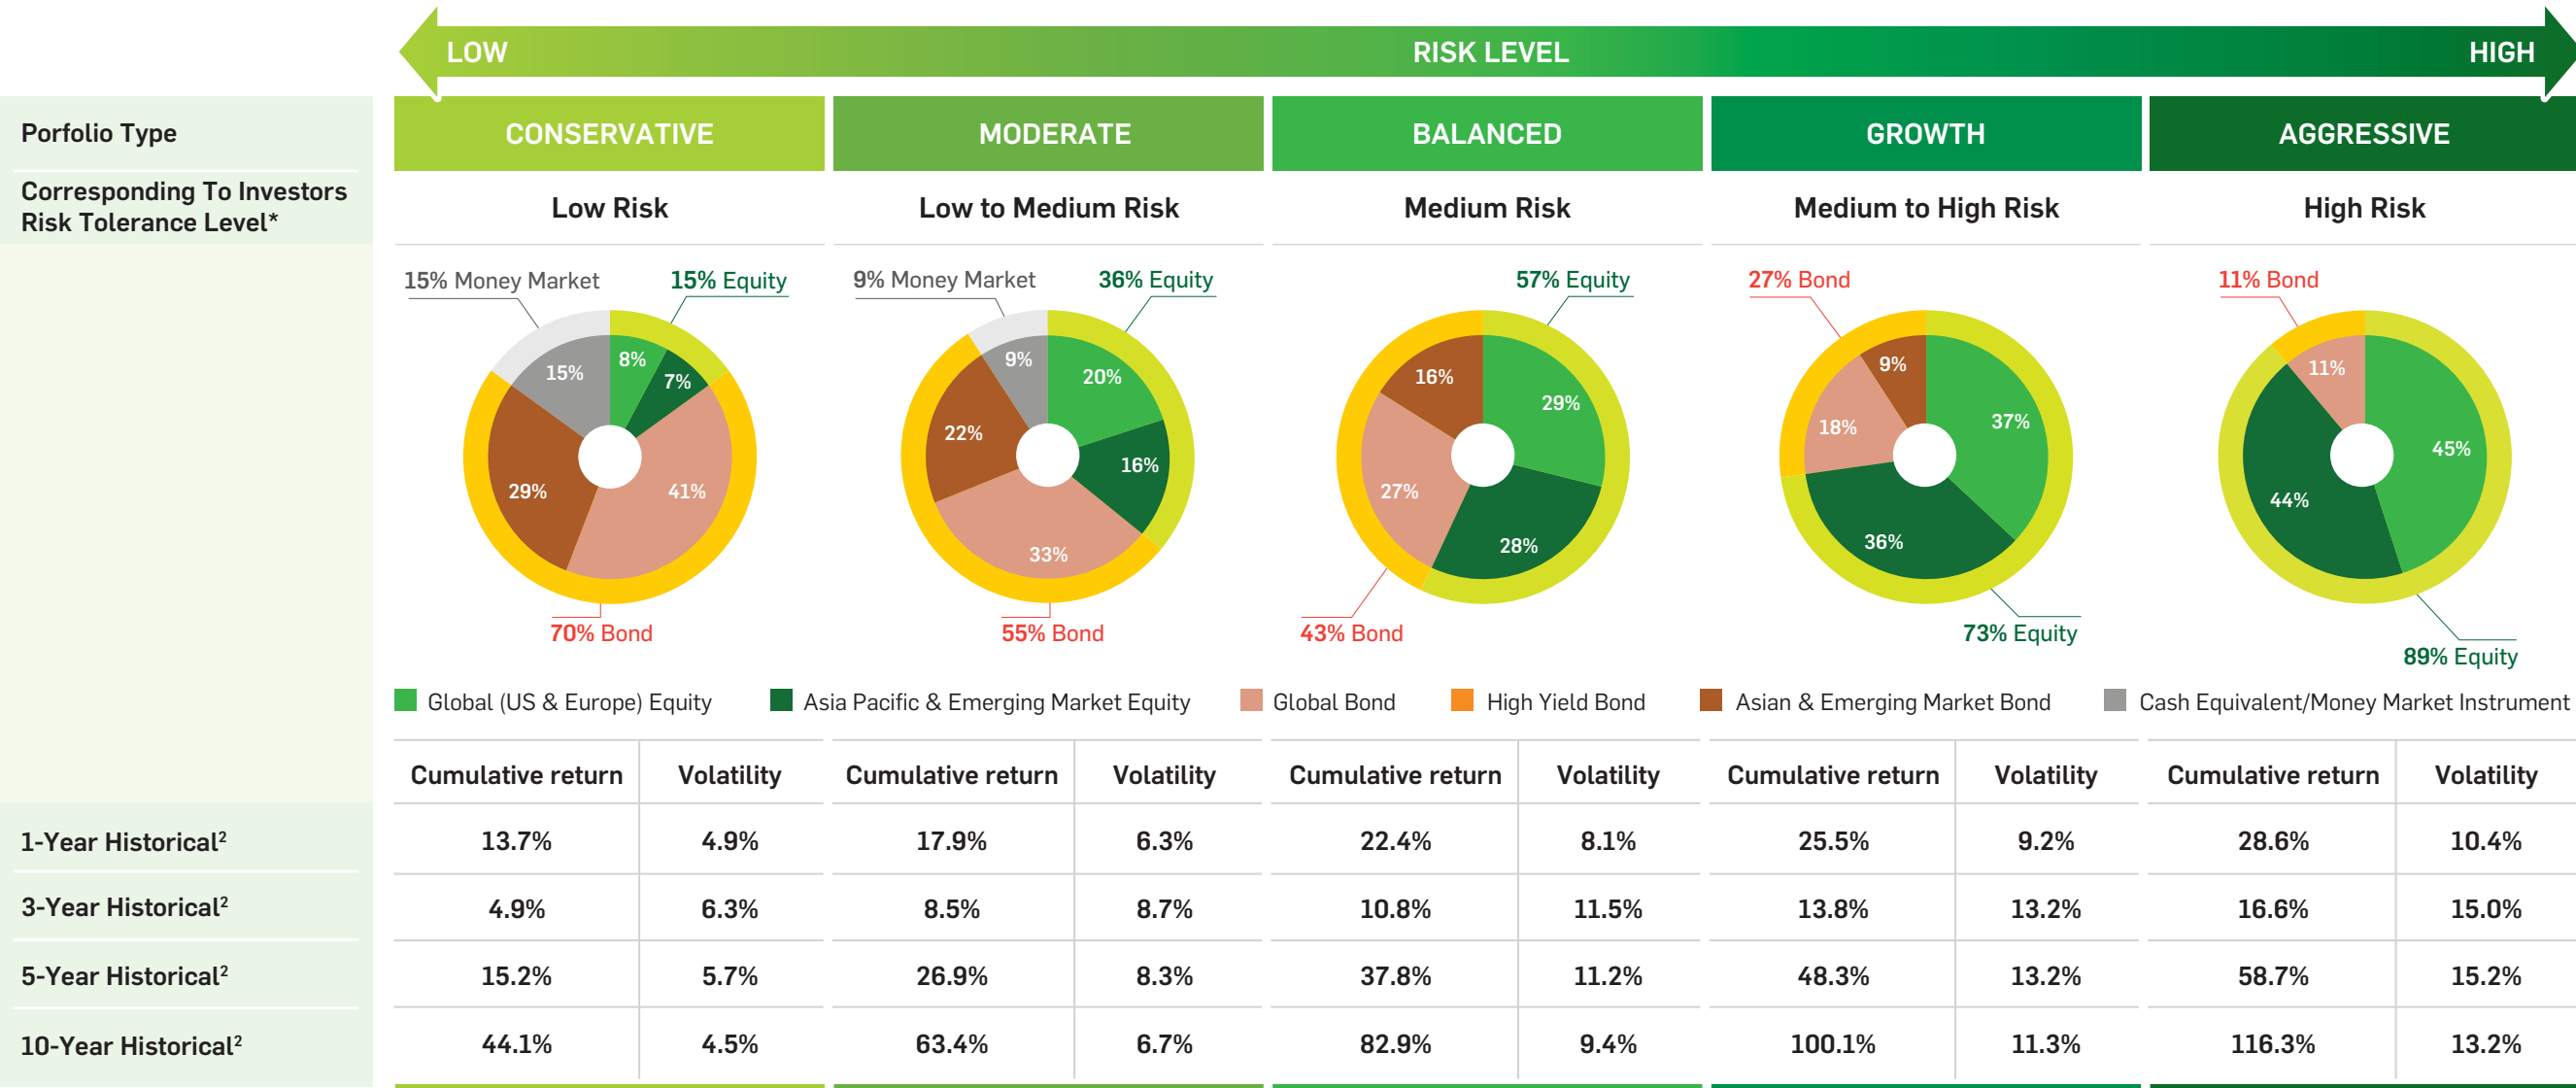 LOW RISK LEVEL HIGH
Porfolio Type CONSERVATIVE MODERATE BALANCED GROWTH AGGRESSIVE
Corresponding To Investors
Risk Tolerance Level*
Low Risk Low to Medium Risk Medium Risk Medium to High Risk High Risk
15% Money Market 15% Equity
8%
7%
41%
29%
15%
70% Bond
9% Money Market 36% Equity
20%
16%
33%
22%
9%
55% Bond
57% Equity
29%
28%
27%
16%
43% Bond
27% Bond
37%
36%
18%
9%
73% Equity
11% Bond
45%
44%
11%
89% Equity
Global (US & Europe) Equity Asia Pacific & Emerging Market Equity Global Bond High Yield Bond Asian & Emerging Market Bond Cash Equivalent/Money Market Instrument
Cumulative return Volatility Cumulative return Volatility Cumulative return Volatility Cumulative return Volatility Cumulative return Volatility
1-Year Historical² 13.7% 4.9% 17.9% 6.3% 22.4% 8.1% 25.5% 9.2% 28.6% 10.4%
3-Year Historical² 4.9% 6.3% 8.5% 8.7% 10.8% 11.5% 13.8% 13.2% 16.6% 15.0%
5-Year Historical² 15.2% 5.7% 26.9% 8.3% 37.8% 11.2% 48.3% 13.2% 58.7% 15.2%
10-Year Historical² 44.1% 4.5% 63.4% 6.7% 82.9% 9.4% 100.1% 11.3% 116.3% 13.2%